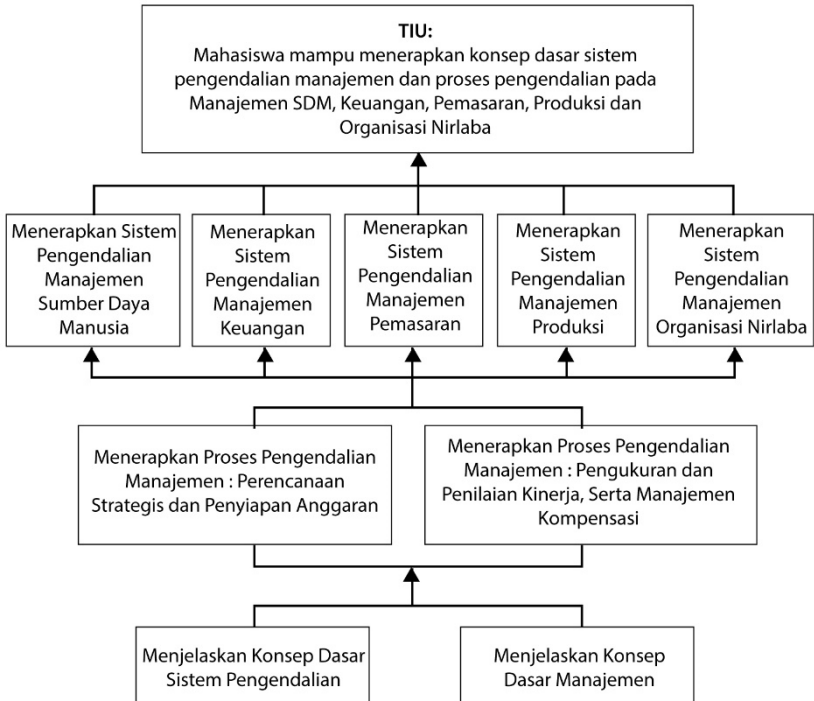 TIU:
Mahasiswa mampu menerapkan konsep dasar sistem
pengendalian manajemen dan proses pengendalian pada
Manajemen SDM, Keuangan, Pemasaran, Produksi dan
Organisasi Nirlaba
Menerapkan Sistem
Pengendalian
Manajemen
Sumber Daya
Manusia
Menerapkan
Sistem
Pengendalian
Manajemen
Keuangan
Menerapkan
Sistem
Pengendalian
Manajemen
Pemasaran
Menerapkan
Sistem
Pengendalian
Manajemen
Produksi
Menerapkan
Sistem
Pengendalian
Manajemen
Organisasi Nirlaba
Menerapkan Proses Pengendalian
Manajemen : Perencanaan
Strategis dan Penyiapan Anggaran
Menerapkan Proses Pengendalian
Manajemen : Pengukuran dan
Penilaian Kinerja, Serta Manajemen
Kompensasi
Menjelaskan Konsep Dasar
Sistem Pengendalian
Menjelaskan Konsep
Dasar Manajemen